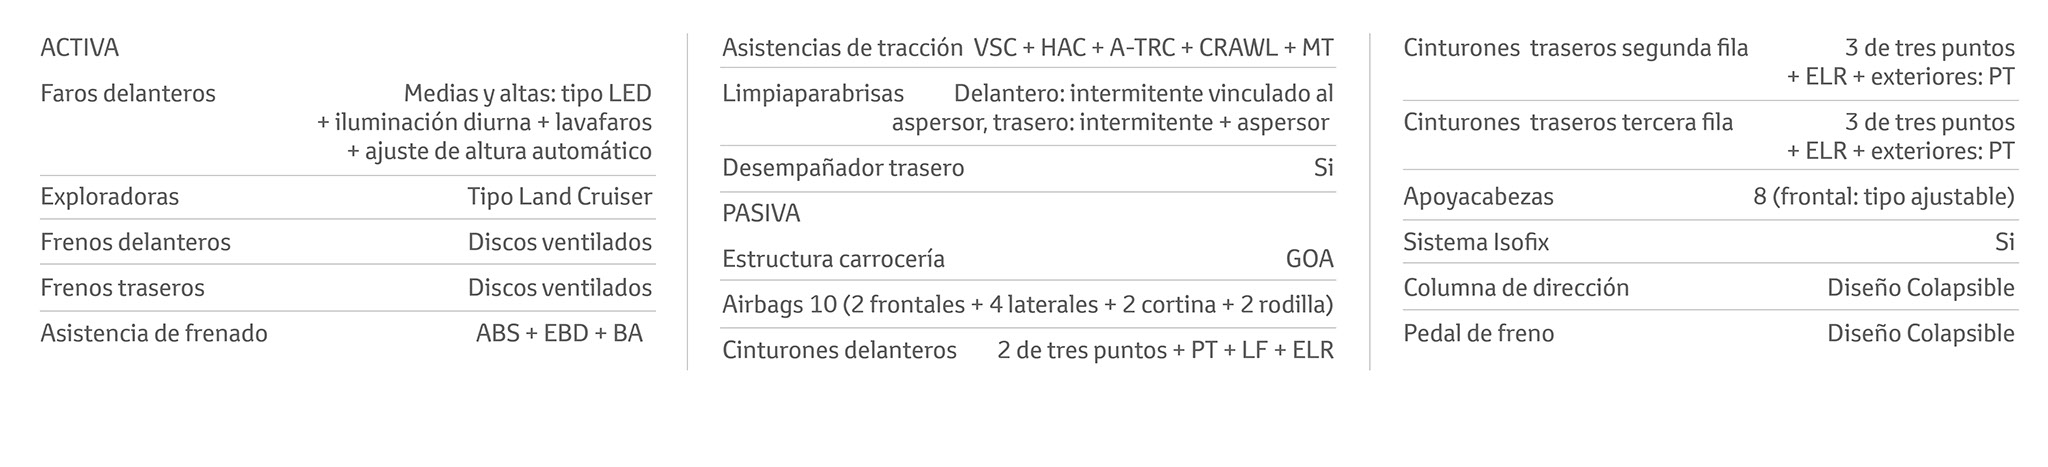 ACTIVA
Faros delanteros Medias y altas: tipo LED
+ iluminación diurna + lavafaros
+ ajuste de altura automático
Exploradoras Tipo Land Cruiser
Frenos delanteros Discos ventilados
Frenos traseros Discos ventilados
Asistencia de frenado ABS + EBD + BA
Asistencias de tracción VSC + HAC + A-TRC + CRAWL + MT
Limpiaparabrisas Delantero: intermitente vinculado al
aspersor, trasero: intermitente + aspersor
Desempañador trasero Si
PASIVA
Estructura carrocería GOA
Airbags 10 (2 frontales + 4 laterales + 2 cortina + 2 rodilla)
Cinturones delanteros 2 de tres puntos + PT + LF + ELR
Cinturones traseros segunda fila 3 de tres puntos
+ ELR + exteriores: PT
Cinturones traseros tercera fila 3 de tres puntos
+ ELR + exteriores: PT
Apoyacabezas 8 (frontal: tipo ajustable)
Sistema Isofix Si
Columna de dirección Diseño Colapsible
Pedal de freno Diseño Colapsible